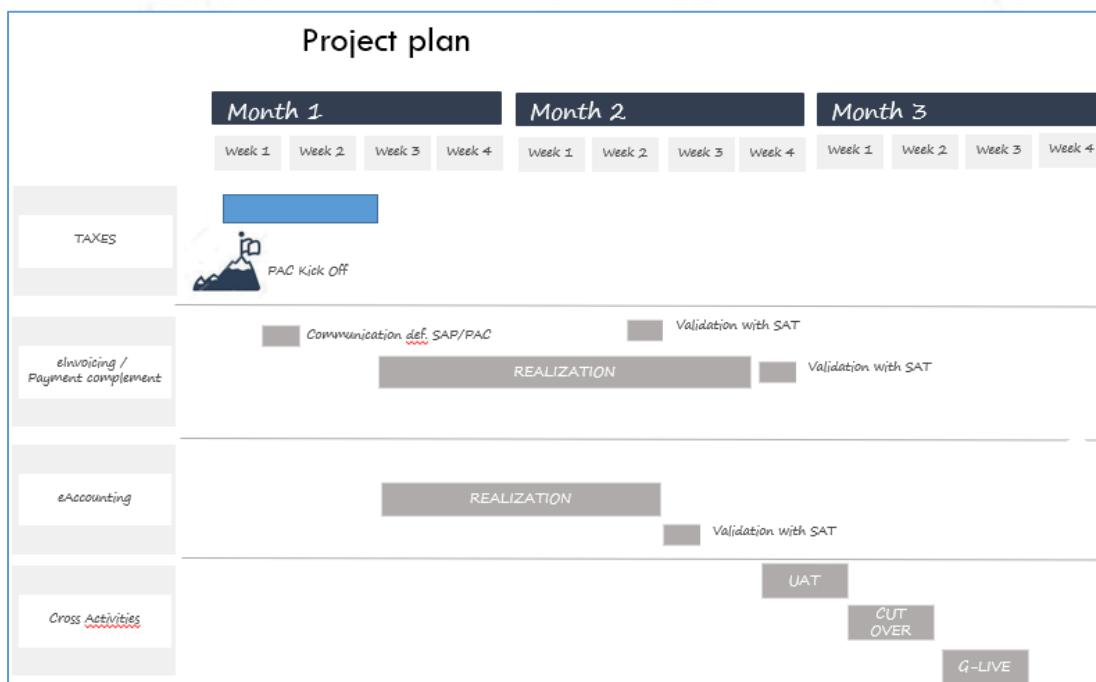 Project plan
Month 1
Month 2
Month 3
Week 1
Week 2
Week 3
Week 4
Week 1
Week 2
Week 3
Week 4
Week 1
Week 2
Week 3
Week 4
TAXES
PAC Kick Off
eInvoicing /
Payment complement
Communication def. SAP/PAC
Validation with SAT
REALIZATION
Validation with SAT
eAccounting
REALIZATION
Validation with SAT
Cross Activities
UAT
CUT
OVER
G-LIVE